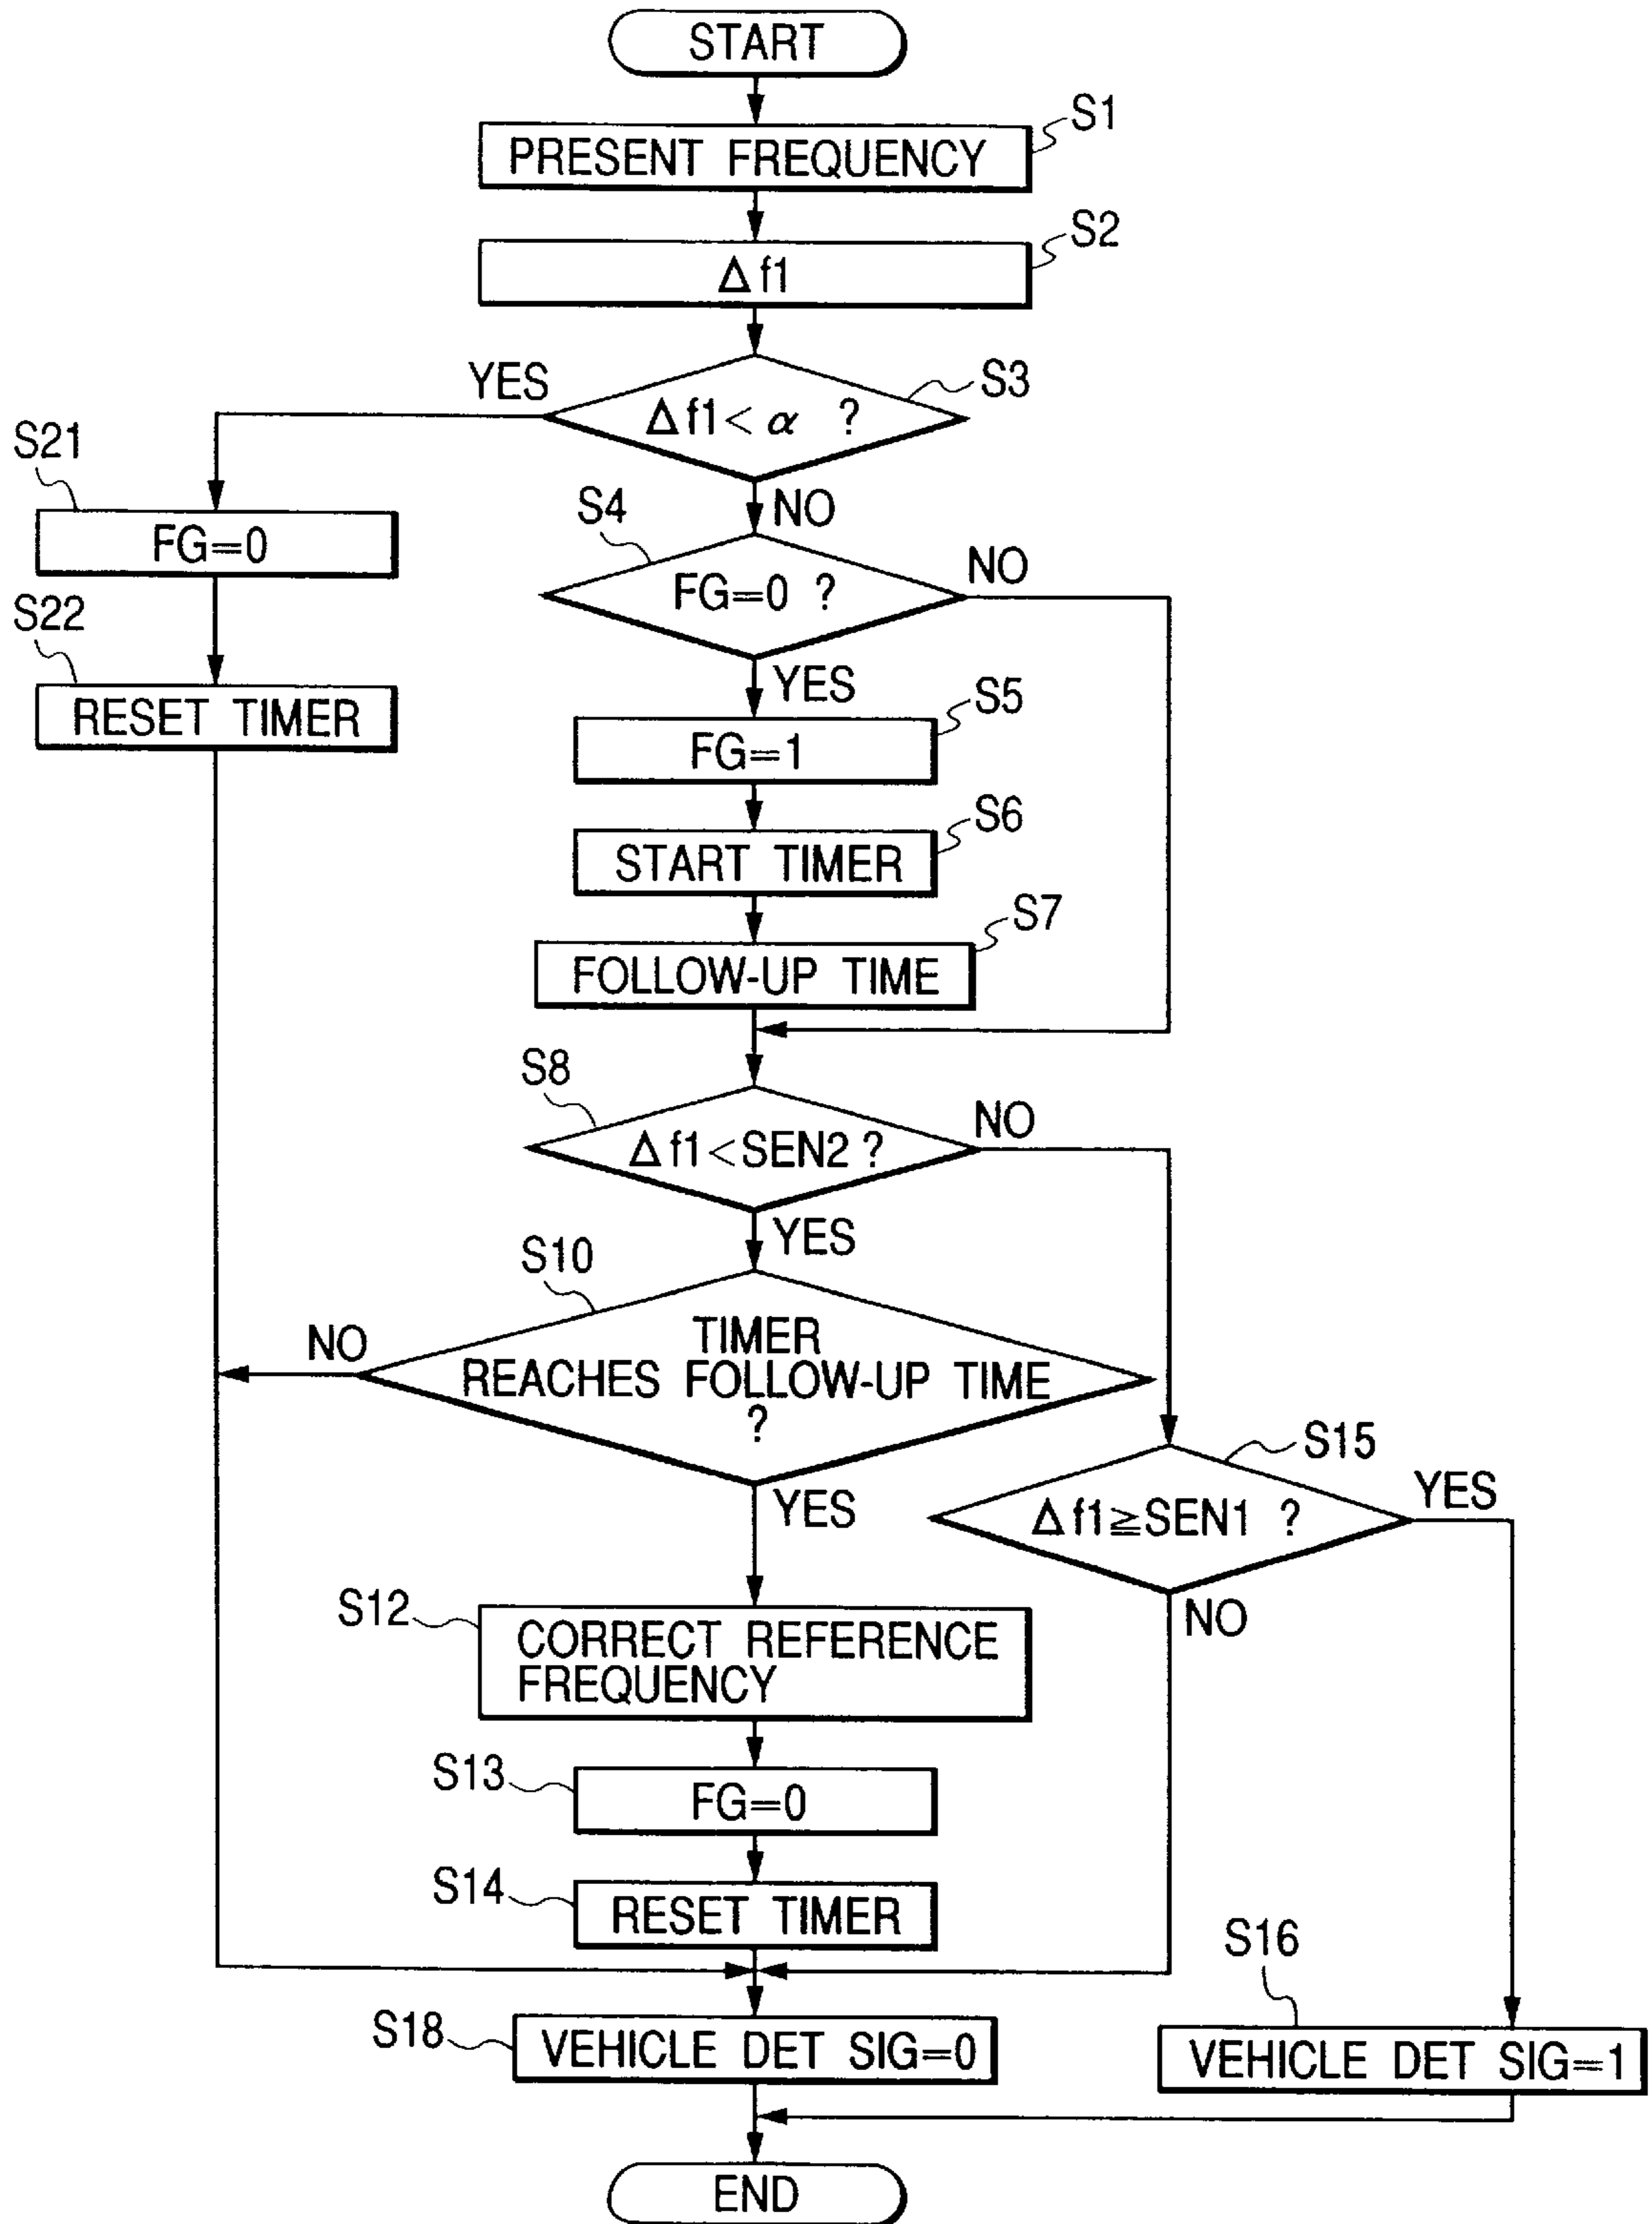 START
S1
PRESENT FREQUENCY
S2
Δf1
YES
S3
Δf1<α ?
S21
NO
S4
FG=0
FG=0 ?
NO
S22
YES
S5
RESET TIMER
FG=1
S6
START TIMER
S7
FOLLOW-UP TIME
S8
NO
Δf1<SEN2 ?
YES
S10
NO
TIMER
REACHES FOLLOW-UP TIME
?
S15
YES
YES
Δf1≧SEN1 ?
S12
NO
CORRECT REFERENCE
FREQUENCY
S13
FG=0
S14
RESET TIMER
S16
S18
VEHICLE DET SIG=0
VEHICLE DET SIG=1
END